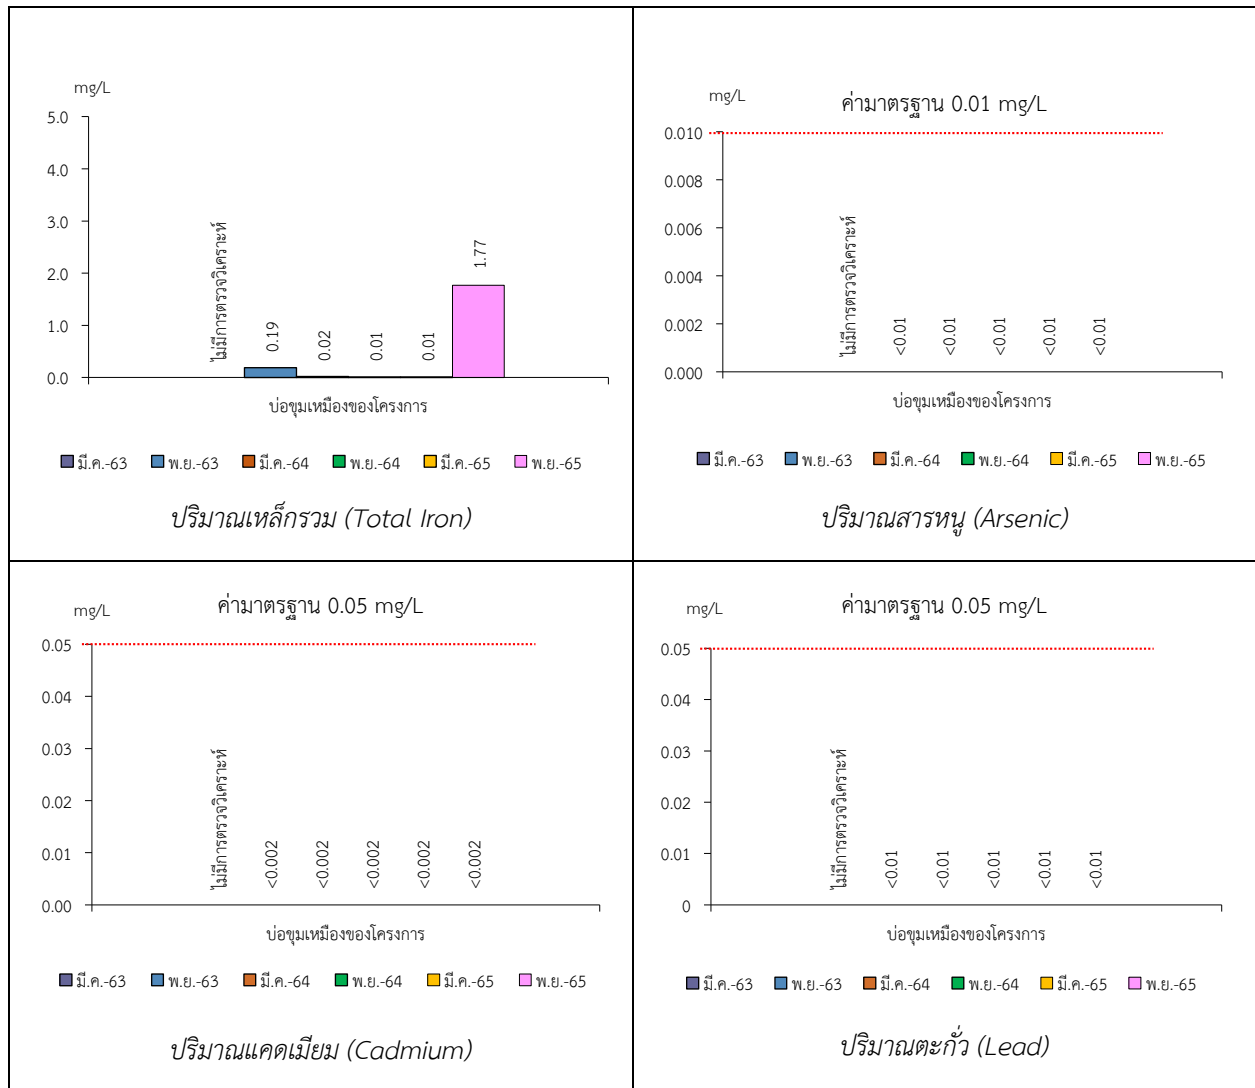 mg/L
5.0
4.0
3.0
2.0
1.0
0.0
ไม่มีการตรวจวิเคราะห์
0.19
0.02
0.01
0.01
1.77
บ่อขุมเหมืองของโครงการ
มี.ค.-63 พ.ย.-63 มี.ค.-64 พ.ย.-64 มี.ค.-65 พ.ย.-65
ปริมาณเหล็กรวม (Total Iron)
mg/L
ค่ามาตรฐาน 0.01 mg/L
0.010
0.008
0.006
0.004
0.002
0.000
ไม่มีการตรวจวิเคราะห์
<0.01
<0.01
<0.01
<0.01
<0.01
บ่อขุมเหมืองของโครงการ
มี.ค.-63 พ.ย.-63 มี.ค.-64 พ.ย.-64 มี.ค.-65 พ.ย.-65
ปริมาณสารหนู (Arsenic)
mg/L
ค่ามาตรฐาน 0.05 mg/L
0.05
0.04
0.03
0.02
0.01
0.00
ไม่มีการตรวจวิเคราะห์
<0.002
<0.002
<0.002
<0.002
<0.002
บ่อขุมเหมืองของโครงการ
มี.ค.-63 พ.ย.-63 มี.ค.-64 พ.ย.-64 มี.ค.-65 พ.ย.-65
ปริมาณแคดเมียม (Cadmium)
mg/L
ค่ามาตรฐาน 0.05 mg/L
0.05
0.04
0.03
0.02
0.01
0
ไม่มีการตรวจวิเคราะห์
<0.01
<0.01
<0.01
<0.01
<0.01
บ่อขุมเหมืองของโครงการ
มี.ค.-63 พ.ย.-63 มี.ค.-64 พ.ย.-64 มี.ค.-65 พ.ย.-65
ปริมาณตะกั่ว (Lead)